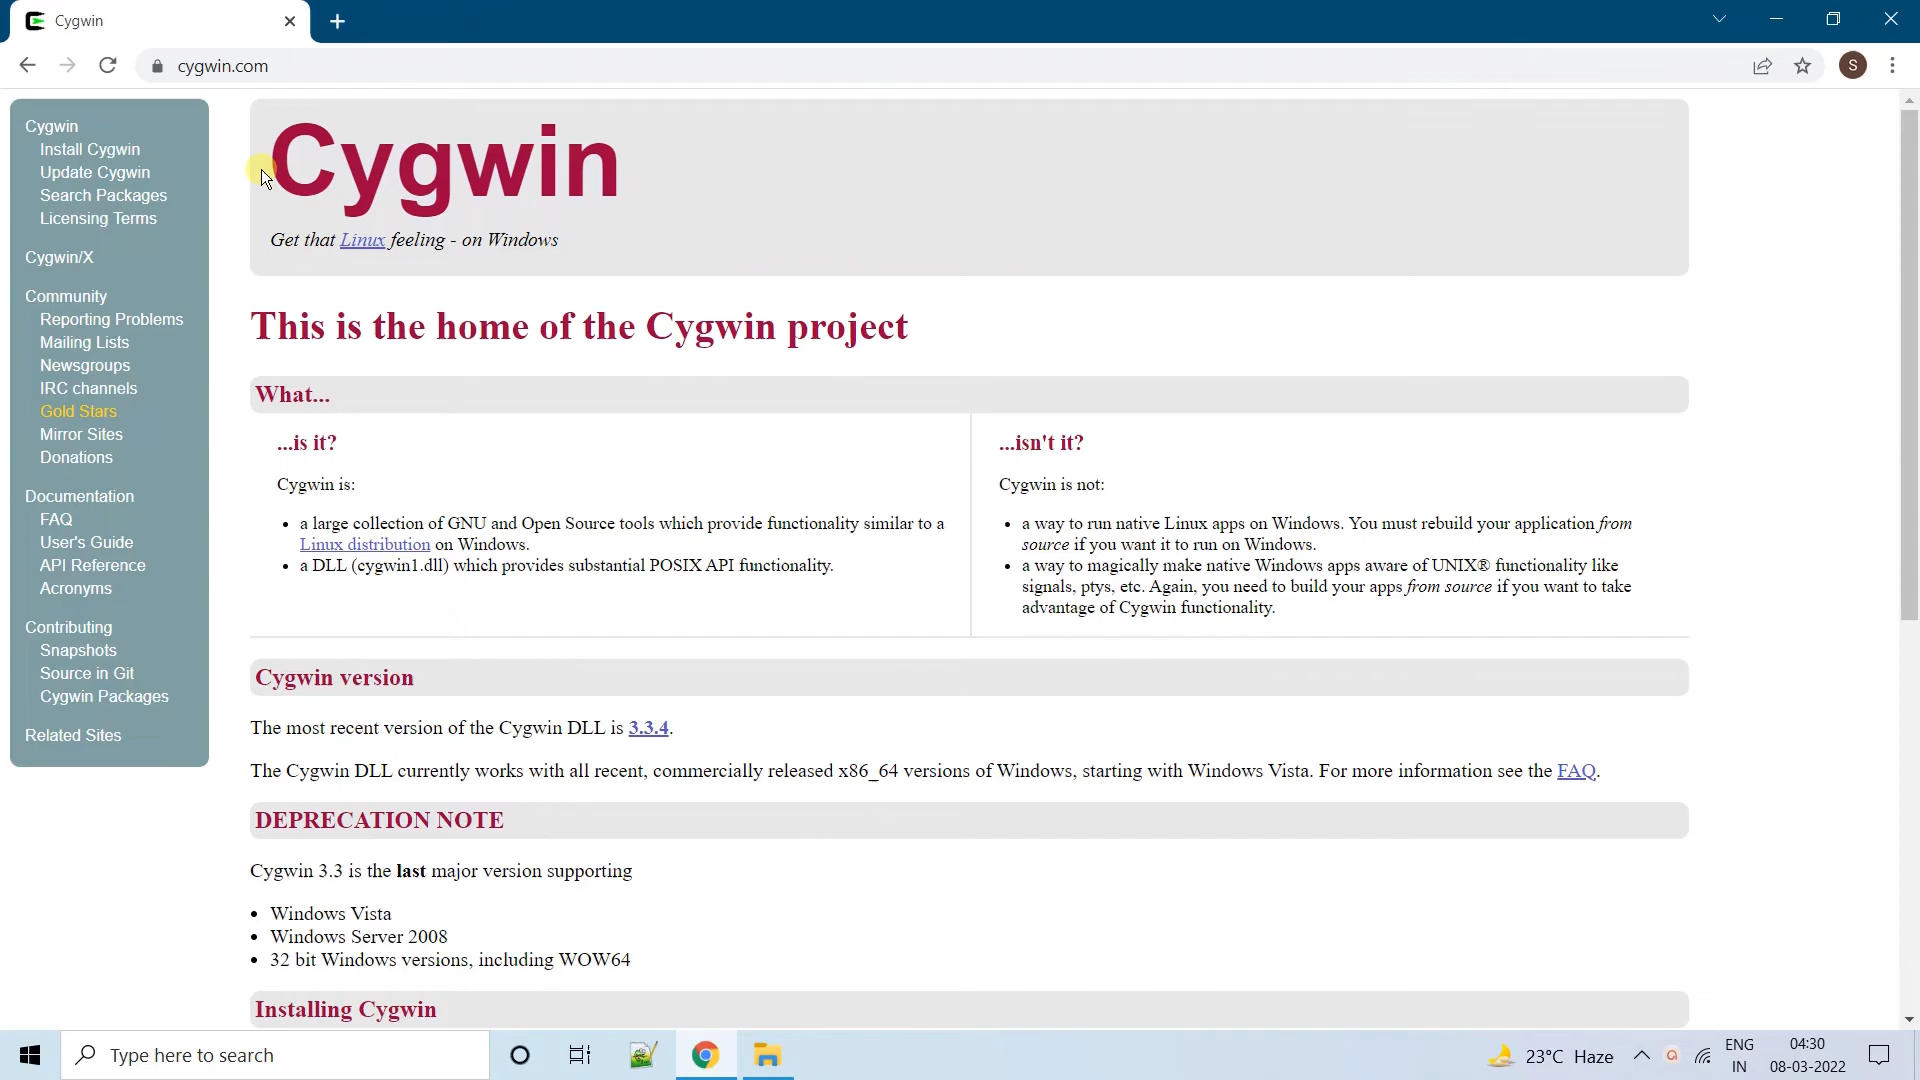 Cygwin
cygwin.com
S
Cygwin
Install Cygwin
Update Cygwin
Search Packages
Licensing Terms
Cygwin/X
Community
Reporting Problems
Mailing Lists
Newsgroups
IRC channels
Gold Stars
Mirror Sites
Donations
Documentation
FAQ
User's Guide
API Reference
Acronyms
Contributing
Snapshots
Source in Git
Cygwin Packages
Related Sites
Cygwin
Get that Linux feeling - on Windows
This is the home of the Cygwin project
What...
...is it?
Cygwin is:
• a large collection of GNU and Open Source tools which provide functionality similar to a
Linux distribution on Windows.
• a DLL (cygwin1.dll) which provides substantial POSIX API functionality.
...isn't it?
Cygwin is not:
• a way to run native Linux apps on Windows. You must rebuild your application from
source if you want it to run on Windows.
• a way to magically make native Windows apps aware of UNIX® functionality like
signals, ptys, etc. Again, you need to build your apps from source if you want to take
advantage of Cygwin functionality.
Cygwin version
The most recent version of the Cygwin DLL is 3.3.4.
The Cygwin DLL currently works with all recent, commercially released x86_64 versions of Windows, starting with Windows Vista. For more information see the FAQ.
DEPRECATION NOTE
Cygwin 3.3 is the last major version supporting
• Windows Vista
• Windows Server 2008
• 32 bit Windows versions, including WOW64
Installing Cygwin
Type here to search
23°C Haze
ENG
IN
04:30
08-03-2022